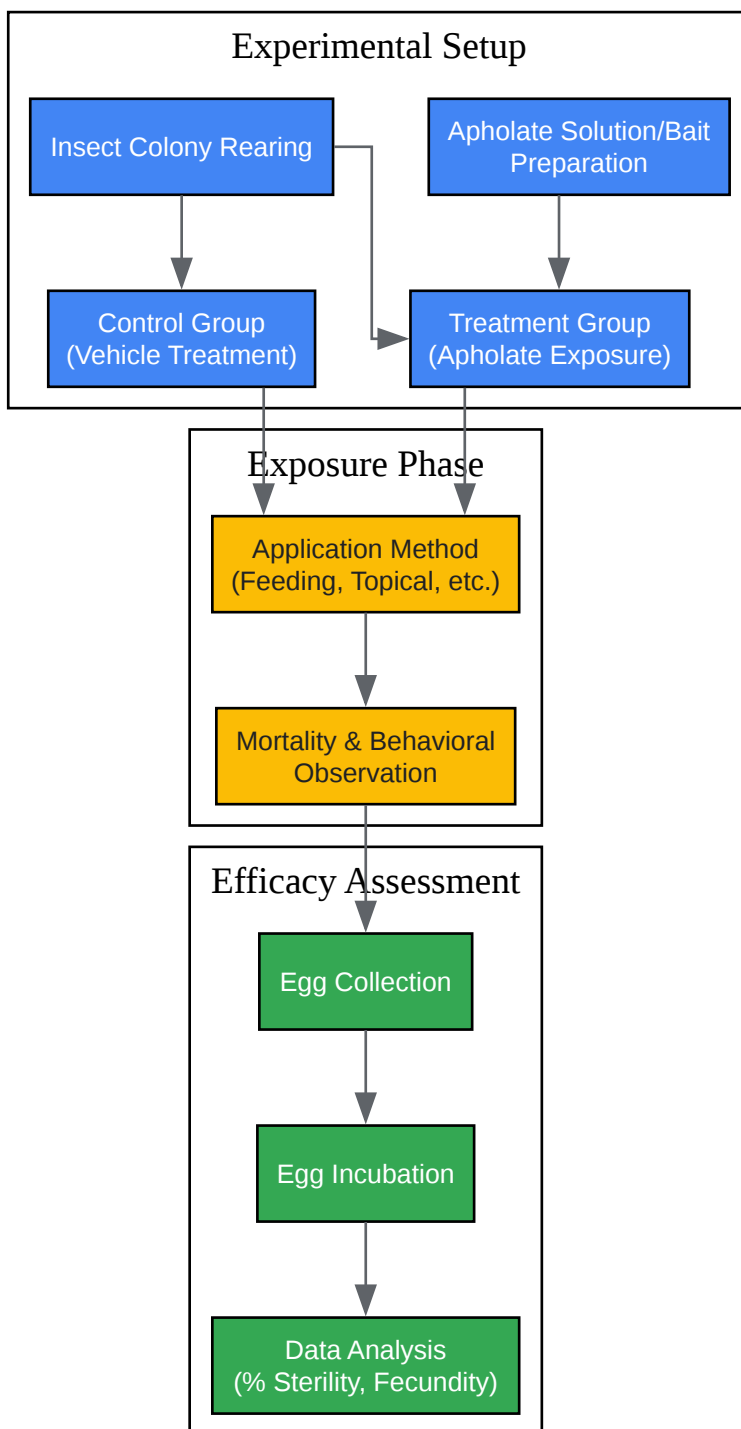 Experimental Setup
Insect Colony Rearing
Apholate Solution/Bait
Preparation
Control Group
(Vehicle Treatment)
Treatment Group
(Apholate Exposure)
Exposure Phase
Application Method
(Feeding, Topical, etc.)
Mortality & Behavioral
Observation
Efficacy Assessment
Egg Collection
Egg Incubation
Data Analysis
(% Sterility, Fecundity)